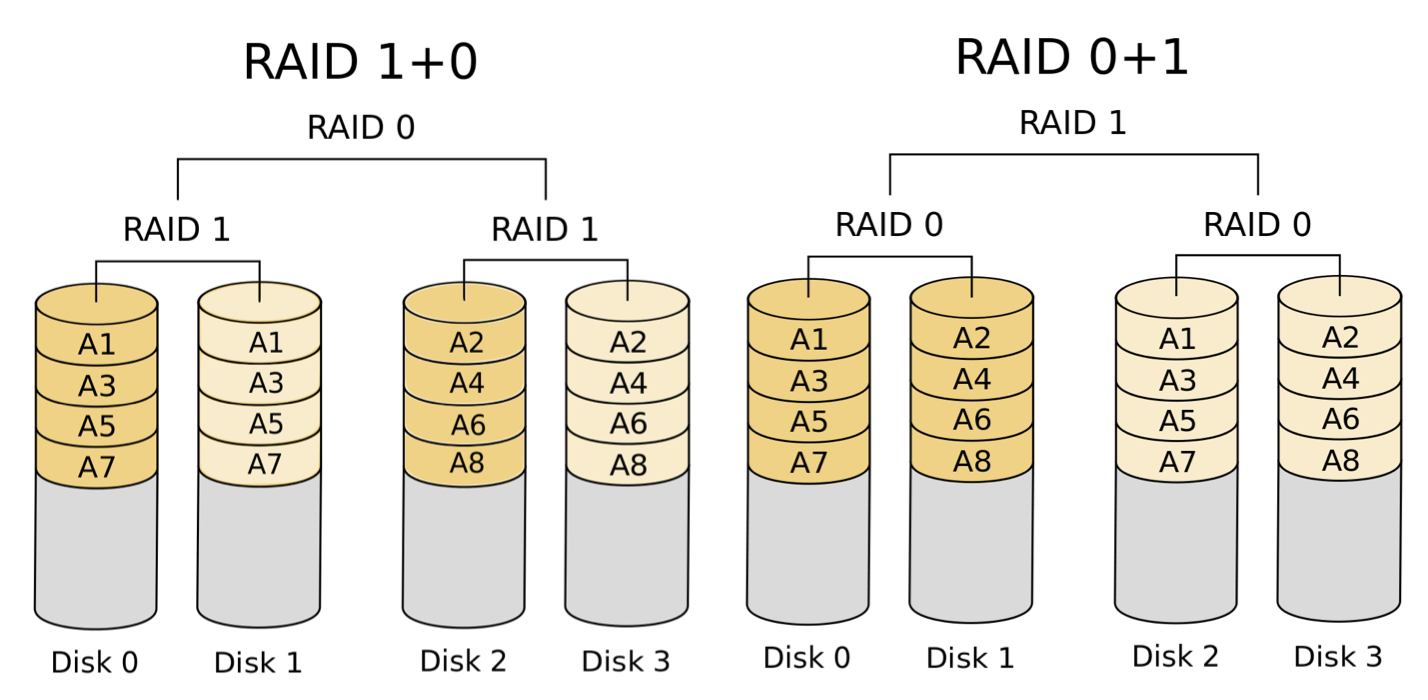 RAID 1+0
RAID 0
RAID 1
RAID 1
A1
A3
A5
A7
A1
A3
A5
A7
A2
A4
A6
A8
A2
A4
A6
A8
Disk 0
Disk 1
Disk 2
Disk 3
RAID 0+1
RAID 1
RAID 0
RAID 0
A1
A3
A5
A7
A2
A4
A6
A8
A1
A3
A5
A7
A2
A4
A6
A8
Disk 0
Disk 1
Disk 2
Disk 3